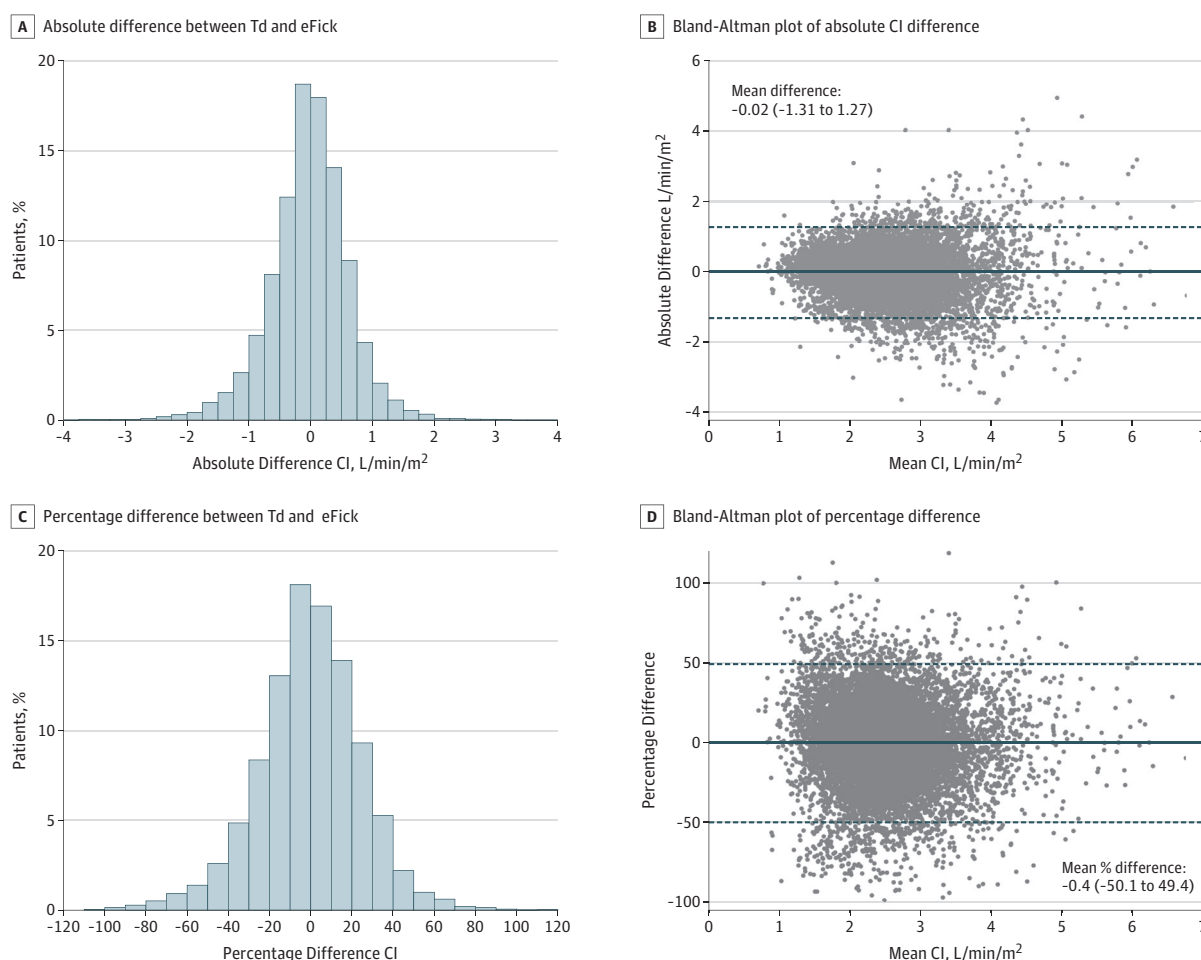 A Absolute difference between Td and eFick
20
15
10
5
0
Patients, %
-4 -3 -2 -1 0 1 2 3 4
Absolute Difference CI, L/min/m²
B Bland-Altman plot of absolute CI difference
6
4
2
0
-2
-4
Absolute Difference L/min/m²
Mean difference:
-0.02 (-1.31 to 1.27)
0 1 2 3 4 5 6 7
Mean CI, L/min/m²
C Percentage difference between Td and eFick
20
15
10
5
0
Patients, %
-120 -100 -80 -60 -40 -20 0 20 40 60 80 100 120
Percentage Difference CI
D Bland-Altman plot of percentage difference
100
50
0
-50
-100
Percentage Difference
Mean % difference:
-0.4 (-50.1 to 49.4)
0 1 2 3 4 5 6 7
Mean CI, L/min/m²